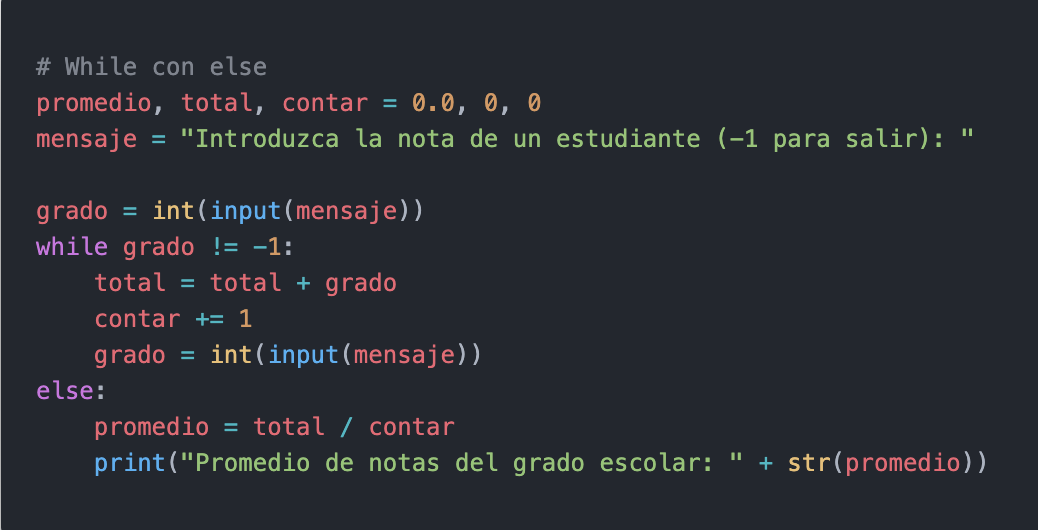 # While con else
promedio, total, contar = 0.0, 0, 0
mensaje = "Introduzca la nota de un estudiante (-1 para salir): "

grado = int(input(mensaje))
while grado != -1:
    total = total + grado
    contar += 1
    grado = int(input(mensaje))
else:
    promedio = total / contar
    print("Promedio de notas del grado escolar: " + str(promedio))